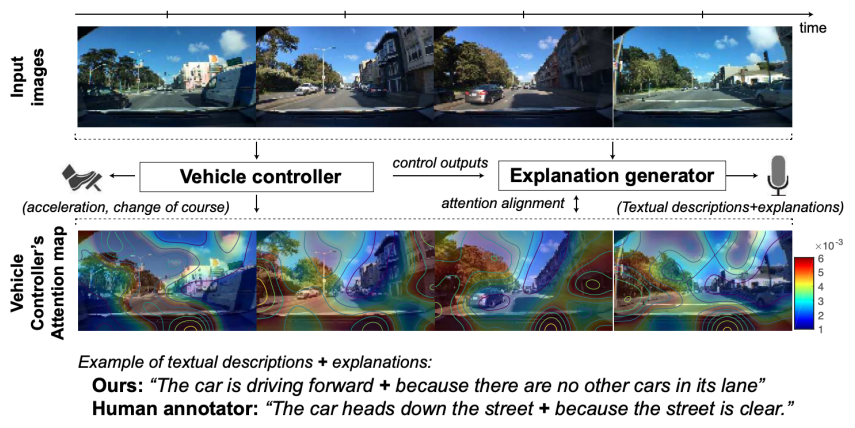 time
Input
images
Vehicle controller
control outputs
Explanation generator
(acceleration, change of course)
attention alignment
(Textual descriptions+explanations)
Vehicle
Controller's
Attention map
×10⁻³
6
5
4
3
2
1
Example of textual descriptions + explanations:
Ours: “The car is driving forward + because there are no other cars in its lane”
Human annotator: “The car heads down the street + because the street is clear.”